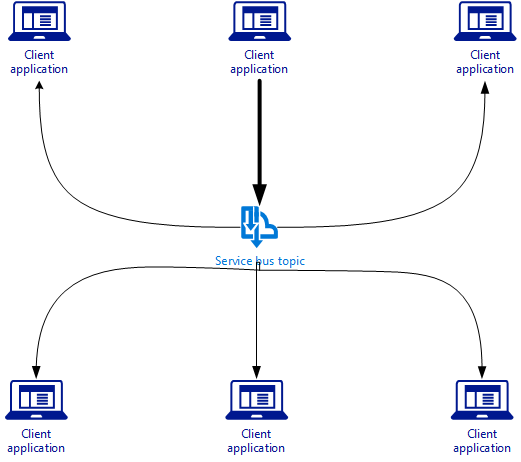 Client
application
Client
application
Client
application
Service bus topic
Client
application
Client
application
Client
application